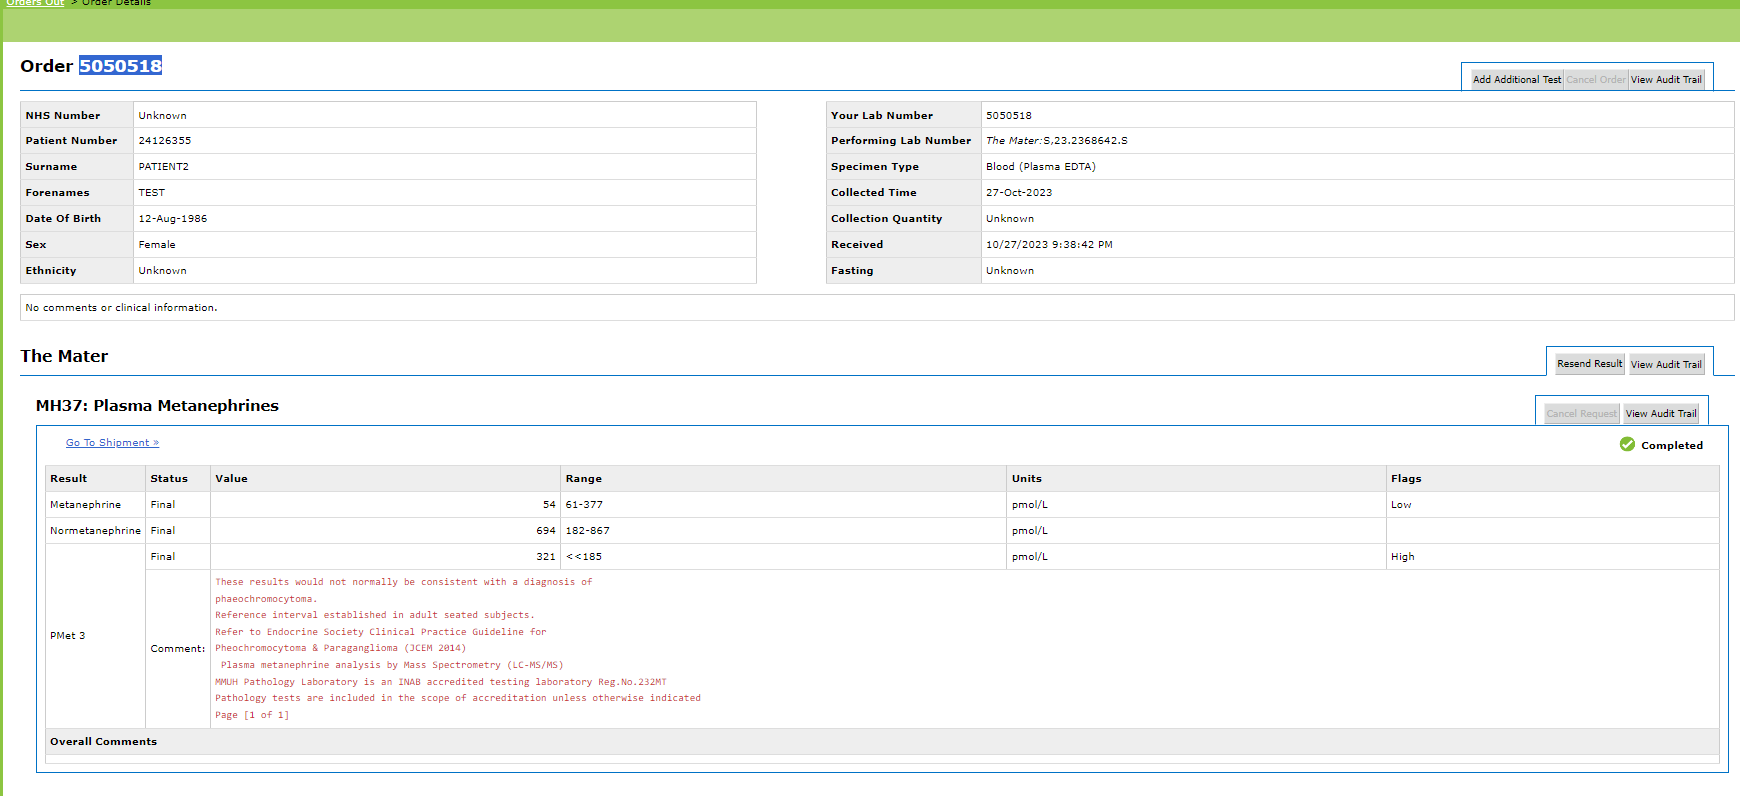 Orders Out > Order Details
Order 5050518
Add Additional Test Cancel Order View Audit Trail
NHS Number Unknown
Patient Number 24126355
Surname PATIENT2
Forenames TEST
Date Of Birth 12-Aug-1986
Sex Female
Ethnicity Unknown
Your Lab Number 5050518
Performing Lab Number The Mater:S,23.2368642.S
Specimen Type Blood (Plasma EDTA)
Collected Time 27-Oct-2023
Collection Quantity Unknown
Received 10/27/2023 9:38:42 PM
Fasting Unknown
No comments or clinical information.
The Mater
Resend Result View Audit Trail
MH37: Plasma Metanephrines
Cancel Request View Audit Trail
Go To Shipment »
Completed
Result Status Value Range Units Flags
Metanephrine Final 54 61-377 pmol/L Low
Normetanephrine Final 694 182-867 pmol/L
Final 321 <<185 pmol/L High
PMet 3
Comment:
These results would not normally be consistent with a diagnosis of
phaeochromocytoma.
Reference interval established in adult seated subjects.
Refer to Endocrine Society Clinical Practice Guideline for
Pheochromocytoma & Paraganglioma (JCEM 2014)
Plasma metanephrine analysis by Mass Spectrometry (LC-MS/MS)
MMUH Pathology Laboratory is an INAB accredited testing laboratory Reg.No.232MT
Pathology tests are included in the scope of accreditation unless otherwise indicated
Page [1 of 1]
Overall Comments